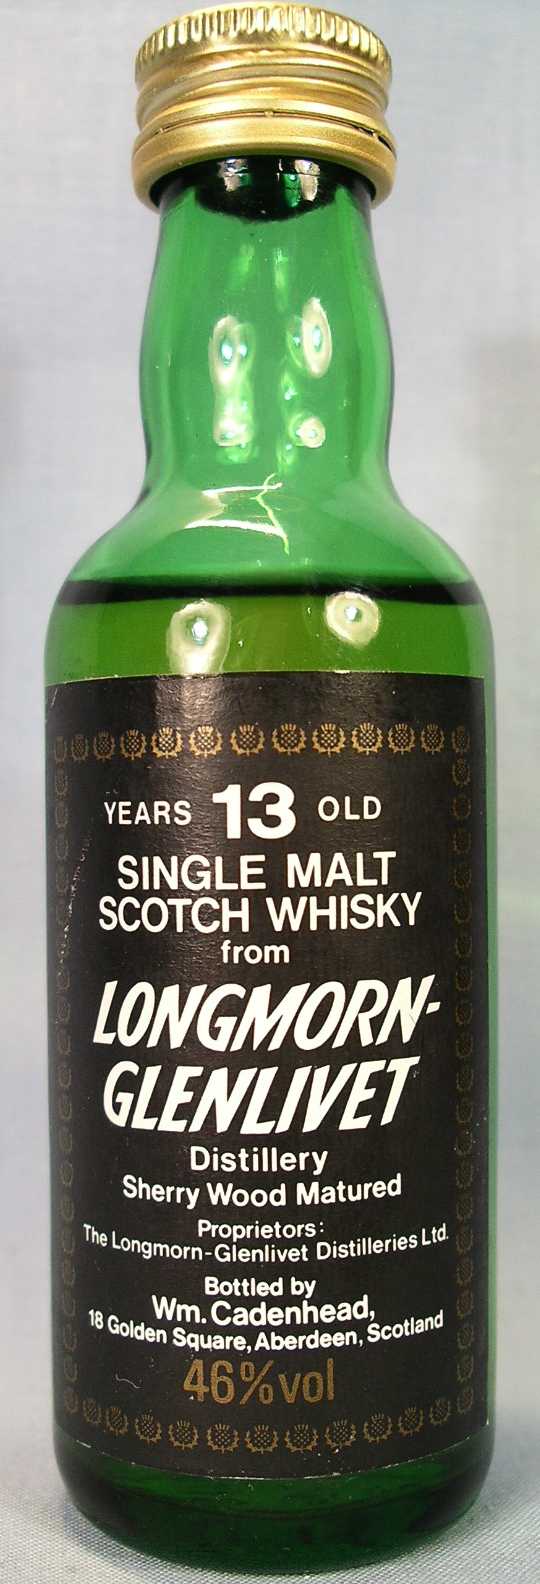 YEARS 13 OLD
SINGLE MALT
SCOTCH WHISKY
from
LONGMORN-
GLENLIVET
Distillery
Sherry Wood Matured
Proprietors:
The Longmorn-Glenlivet Distilleries Ltd.
Bottled by
Wm. Cadenhead,
18 Golden Square, Aberdeen, Scotland
46% vol